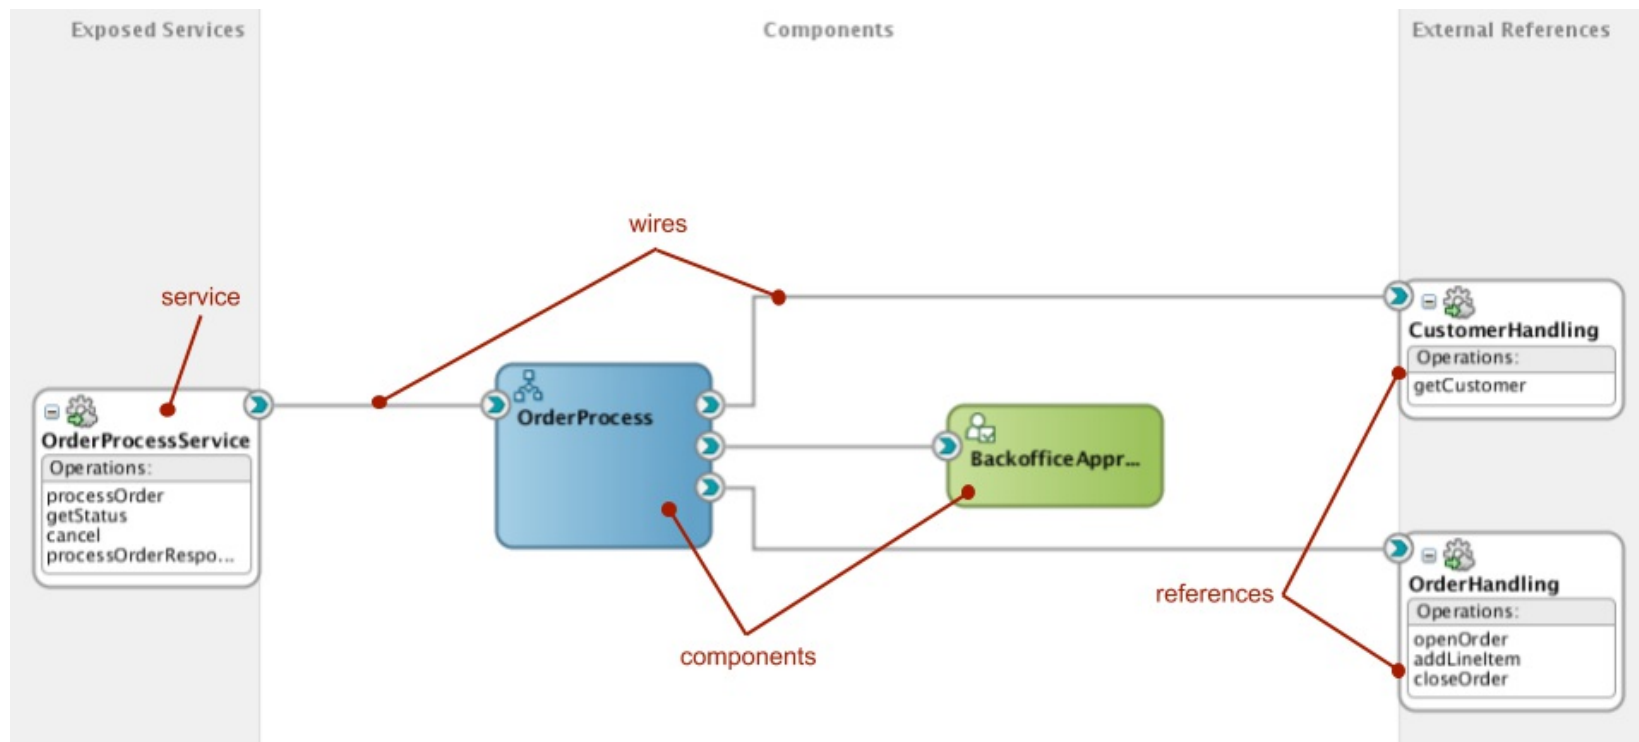 Exposed Services
Components
External References
wires
service
CustomerHandling
Operations:
getCustomer
OrderProcess
OrderProcessService
Operations:
processOrder
getStatus
cancel
processOrderRespo...
BackofficeAppr...
OrderHandling
Operations:
openOrder
addLineItem
closeOrder
references
components